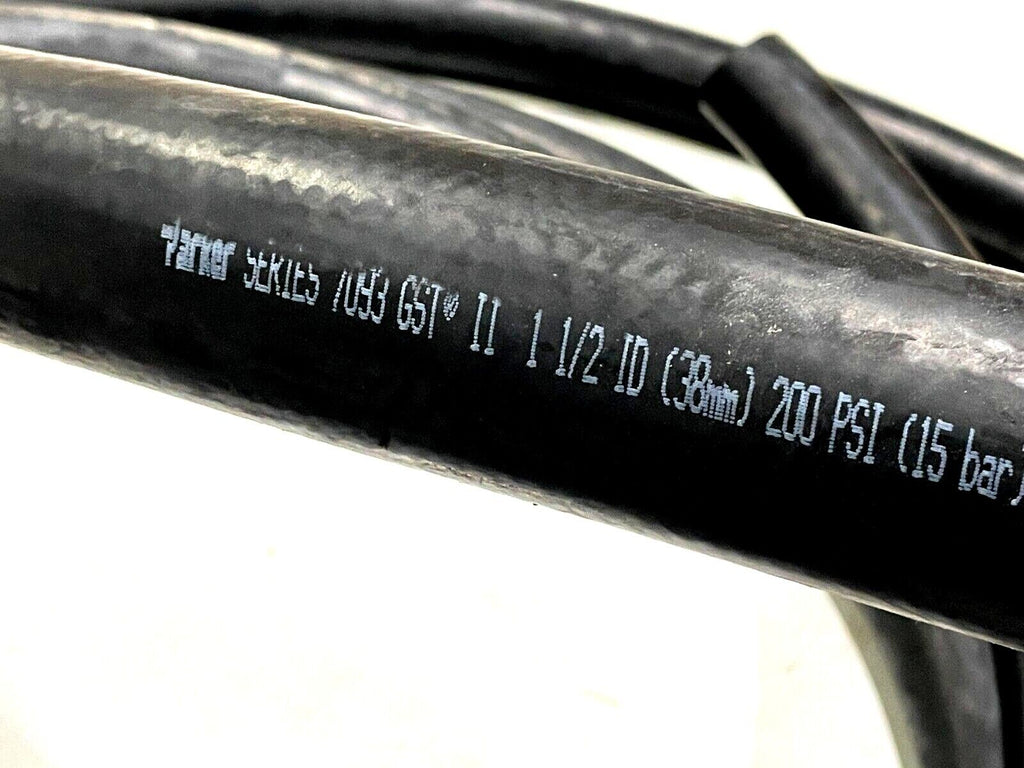 Parker SERIES 7093 GST® II 1 1/2 ID (38mm) 200 PSI (15 bar)